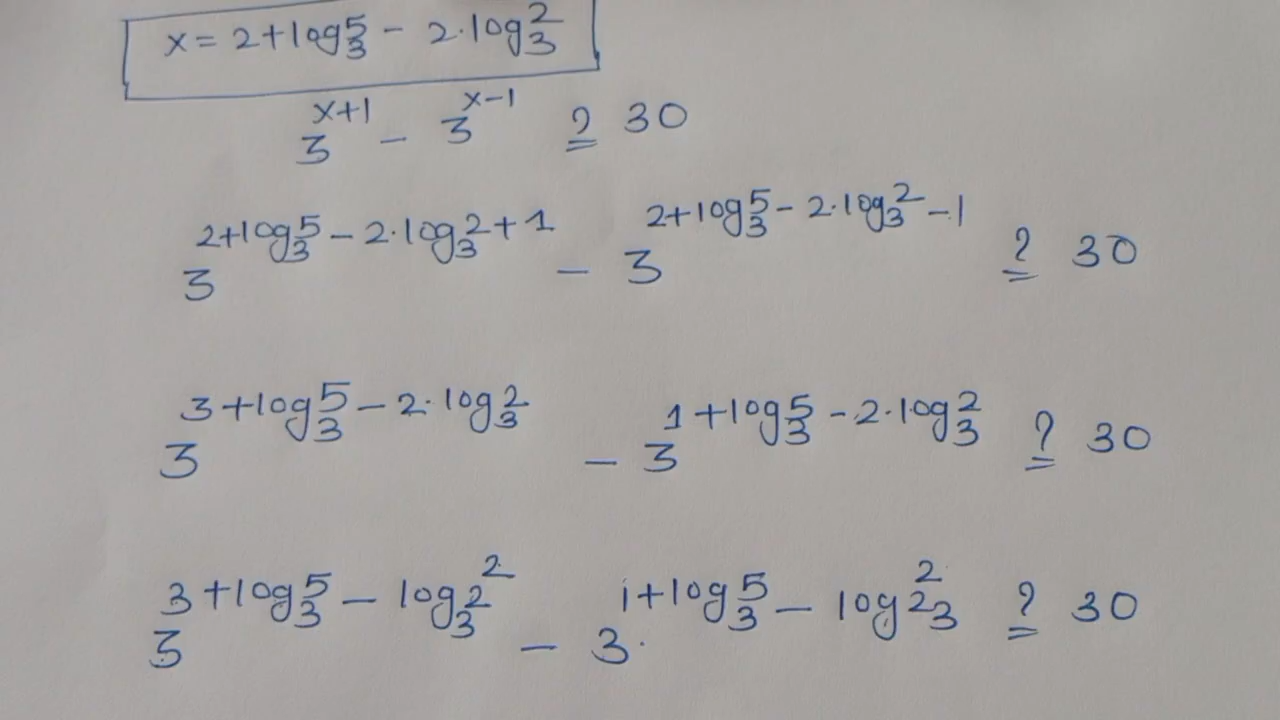 x = 2 + log₃5 − 2·log₃2
3^(x+1) − 3^(x−1) ≟ 30
3^(2+log₃5 − 2·log₃2 + 1) − 3^(2+log₃5 − 2·log₃2 − 1) ≟ 30
3^(3+log₃5 − 2·log₃2) − 3^(1+log₃5 − 2·log₃2) ≟ 30
3^(3+log₃5 − log₃2²) − 3^(1+log₃5 − log₃2²) ≟ 30